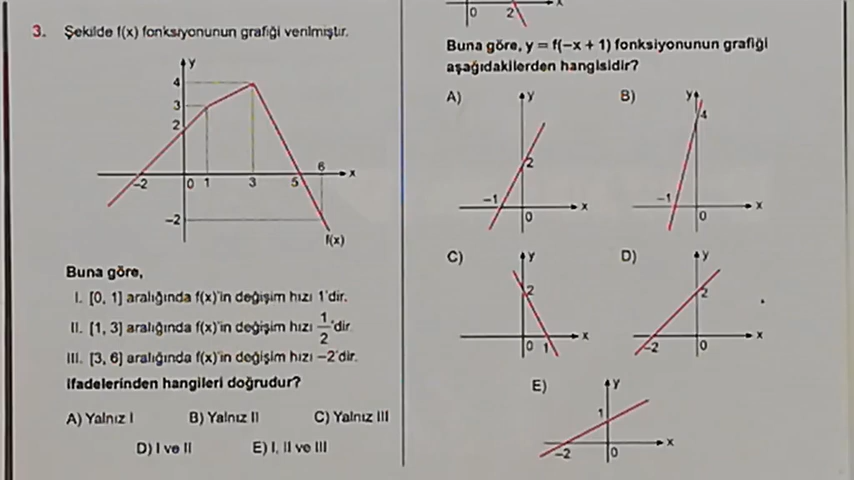 3. Şekilde f(x) fonksiyonunun grafiği verilmiştir.
y
4
3
2
-2
0
1
3
5
6
x
-2
f(x)
Buna göre,
I. [0, 1] aralığında f(x)'in değişim hızı 1'dir.
II. [1, 3] aralığında f(x)'in değişim hızı 1/2'dir.
III. [3, 6] aralığında f(x)'in değişim hızı -2'dir.
ifadelerinden hangileri doğrudur?
A) Yalnız I B) Yalnız II C) Yalnız III
D) I ve II E) I, II ve III
0 2 x
Buna göre, y = f(-x + 1) fonksiyonunun grafiği
aşağıdakilerden hangisidir?
A)
y
2
-1
0
x
B)
y
4
-1
0
x
C)
y
2
0
1
x
D)
y
2
-2
0
x
E)
y
1
-2
0
x